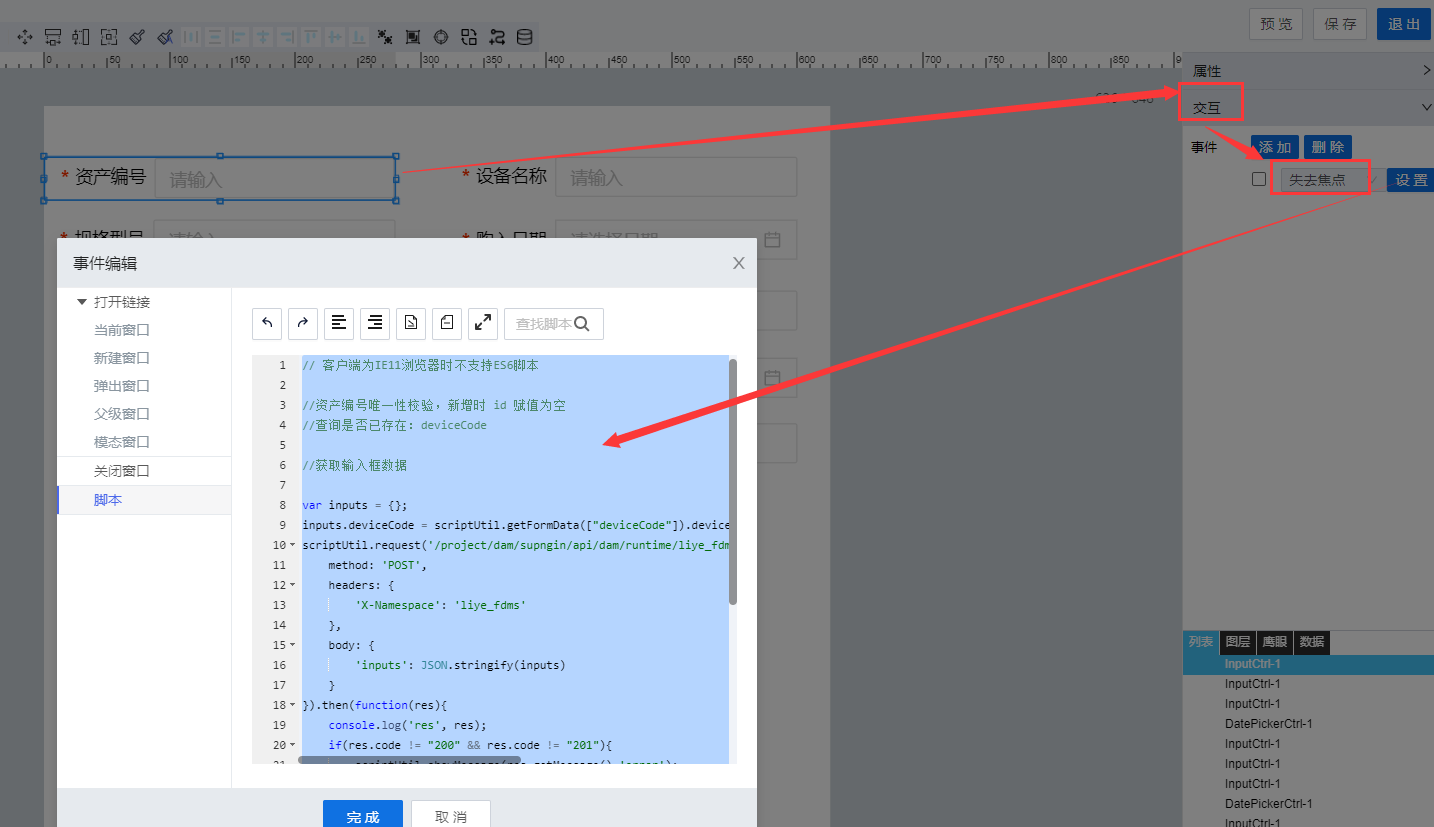 预 览
保 存
退 出
0
50
100
150
200
250
300
350
400
450
500
550
600
650
700
750
800
850
属性
交互
事件
添 加
删 除
失去焦点
设 置
* 资产编号
请输入
* 设备名称
请输入
* 规格型号
请输入
* 购入日期
请选择日期
事件编辑
打开链接
当前窗口
新建窗口
弹出窗口
父级窗口
模态窗口
关闭窗口
脚本
查找脚本
1 // 客户端为IE11浏览器时不支持ES6脚本
2
3 //资产编号唯一性校验，新增时 id 赋值为空
4 //查询是否已存在：deviceCode
5
6 //获取输入框数据
7
8 var inputs = {};
9 inputs.deviceCode = scriptUtil.getFormData(["deviceCode"]).device
10 scriptUtil.request('/project/dam/supngin/api/dam/runtime/liye_fdm
11 method: 'POST',
12 headers: {
13 'X-Namespace': 'liye_fdms'
14 },
15 body: {
16 'inputs': JSON.stringify(inputs)
17 }
18 }).then(function(res){
19 console.log('res', res);
20 if(res.code != "200" && res.code != "201"){
21 scriptUtil.showMessage(res.getMessage(),'error');
完 成
取 消
列表
图层
鹰眼
数据
InputCtrl-1
InputCtrl-1
InputCtrl-1
DatePickerCtrl-1
InputCtrl-1
InputCtrl-1
InputCtrl-1
DatePickerCtrl-1
InputCtrl-1